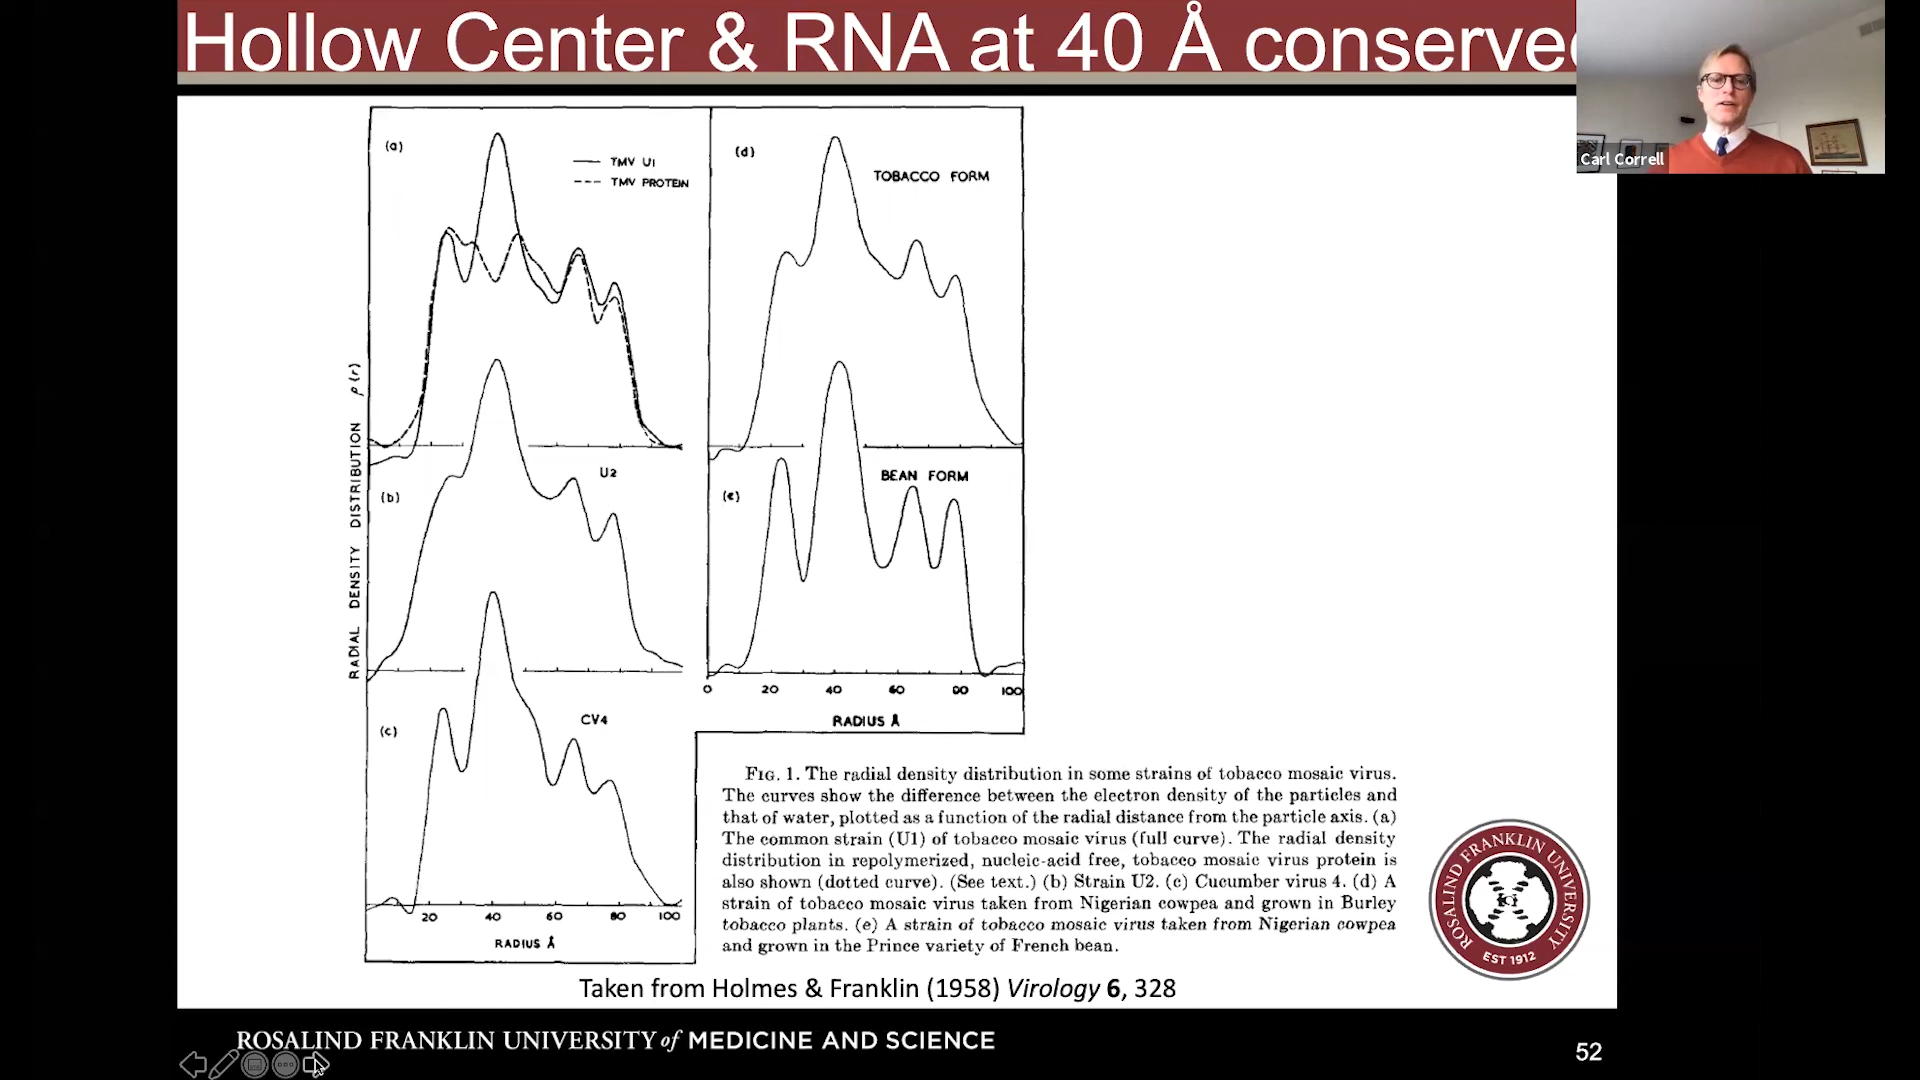 Hollow Center & RNA at 40 Å conserved
Carl Correll
(a)
TMV U1
TMV PROTEIN
(d)
TOBACCO FORM
RADIAL DENSITY DISTRIBUTION ρ(r)
(b)
U2
(e)
BEAN FORM
0 20 40 60 80 100
RADIUS Å
(c)
CV4
20 40 60 80 100
RADIUS Å
FIG. 1. The radial density distribution in some strains of tobacco mosaic virus.
The curves show the difference between the electron density of the particles and
that of water, plotted as a function of the radial distance from the particle axis. (a)
The common strain (U1) of tobacco mosaic virus (full curve). The radial density
distribution in repolymerized, nucleic-acid free, tobacco mosaic virus protein is
also shown (dotted curve). (See text.) (b) Strain U2. (c) Cucumber virus 4. (d) A
strain of tobacco mosaic virus taken from Nigerian cowpea and grown in Burley
tobacco plants. (e) A strain of tobacco mosaic virus taken from Nigerian cowpea
and grown in the Prince variety of French bean.
ROSALIND FRANKLIN UNIVERSITY
EST 1912
Taken from Holmes & Franklin (1958) Virology 6, 328
ROSALIND FRANKLIN UNIVERSITY of MEDICINE AND SCIENCE
52